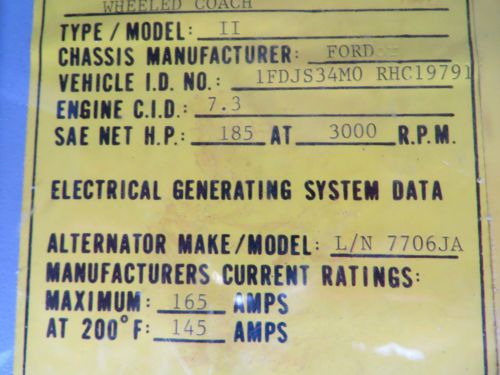 WHEELED COACH
TYPE / MODEL: II
CHASSIS MANUFACTURER: FORD
VEHICLE I.D. NO.: 1FDJS34M0 RHC19791
ENGINE C.I.D.: 7.3
SAE NET H.P.: 185 AT 3000 R.P.M.
ELECTRICAL GENERATING SYSTEM DATA
ALTERNATOR MAKE/MODEL: L/N 7706JA
MANUFACTURERS CURRENT RATINGS:
MAXIMUM: 165 AMPS
AT 200°F: 145 AMPS